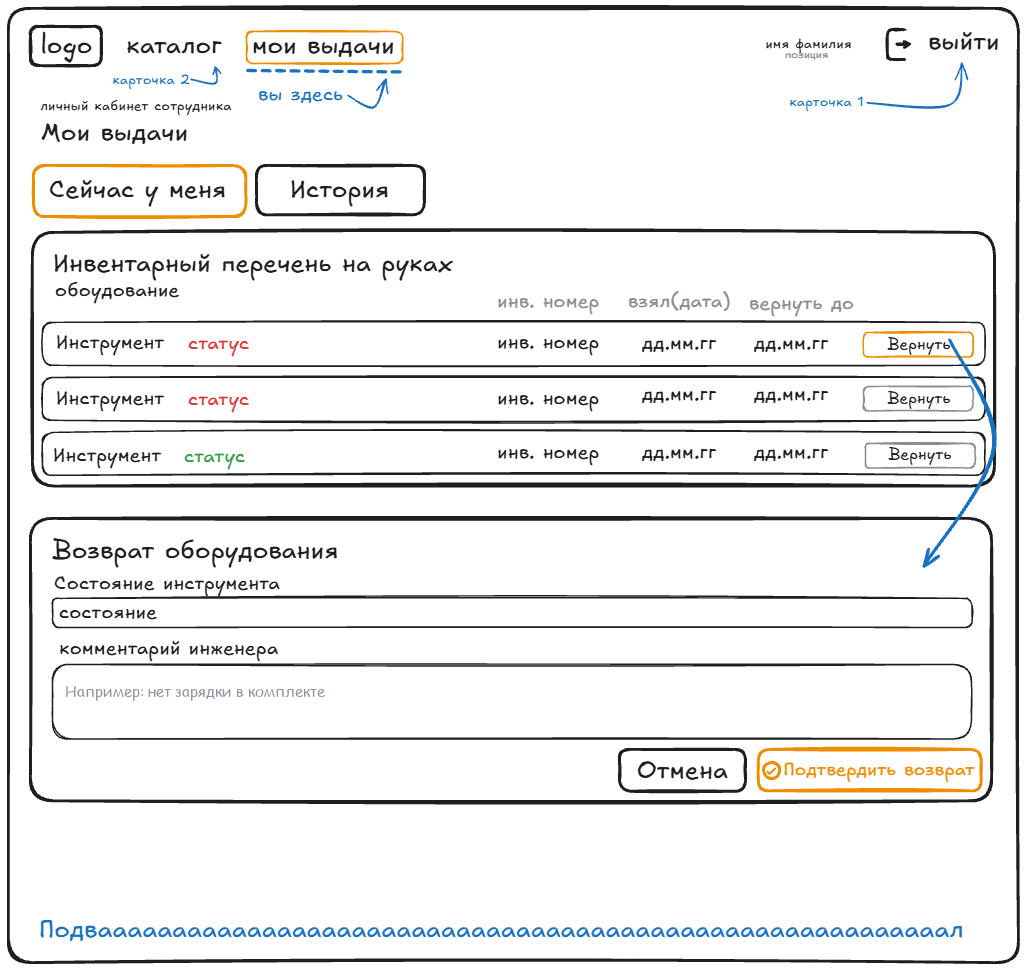 logo
каталог
мои выдачи
имя фамилия
позиция
выйти
карточка 2
вы здесь
карточка 1
личный кабинет сотрудника
Мои выдачи
Сейчас у меня
История
Инвентарный перечень на руках
обоудование
инв. номер взял(дата) вернуть до
Инструмент статус инв. номер дд.мм.гг дд.мм.гг Вернуть
Инструмент статус инв. номер дд.мм.гг дд.мм.гг Вернуть
Инструмент статус инв. номер дд.мм.гг дд.мм.гг Вернуть
Возврат оборудования
Состояние инструмента
состояние
комментарий инженера
Например: нет зарядки в комплекте
Отмена
Подтвердить возврат
Подвааааааааааааааааааааааааааааааааааааааааааааааал